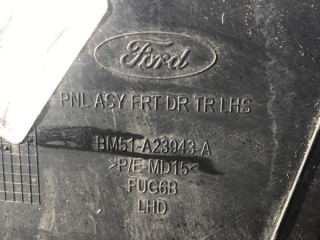 Ford
PNL ASY FRT DR TR LHS
BM51-A23943-A
>P/E-MD15<
FUG6B
LHD